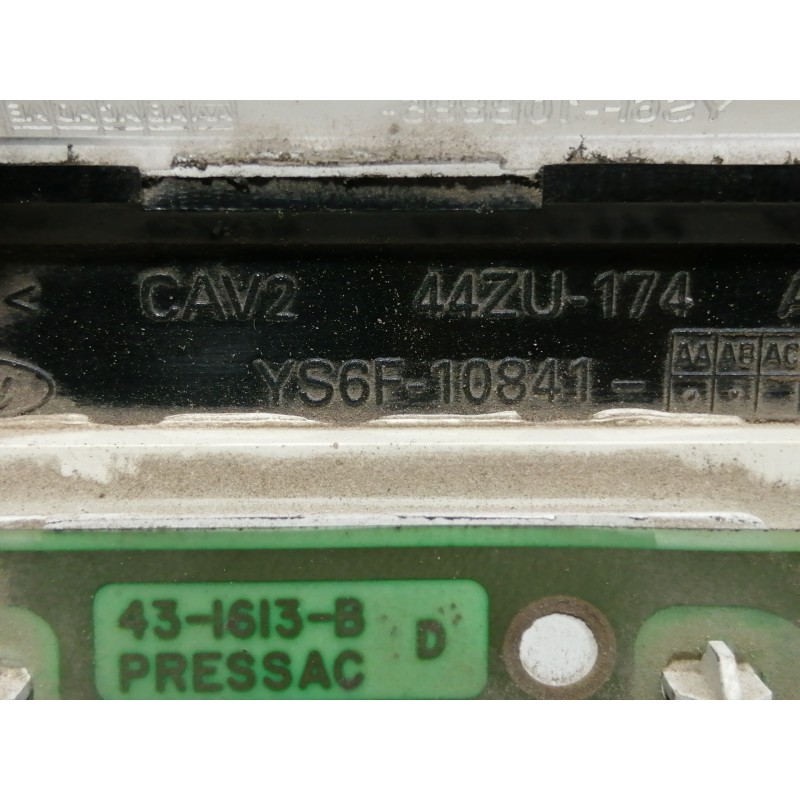 < CAV2 44ZU-174 A
YS6F-10841- AA AB AC
43-1613-B D
PRESSAC